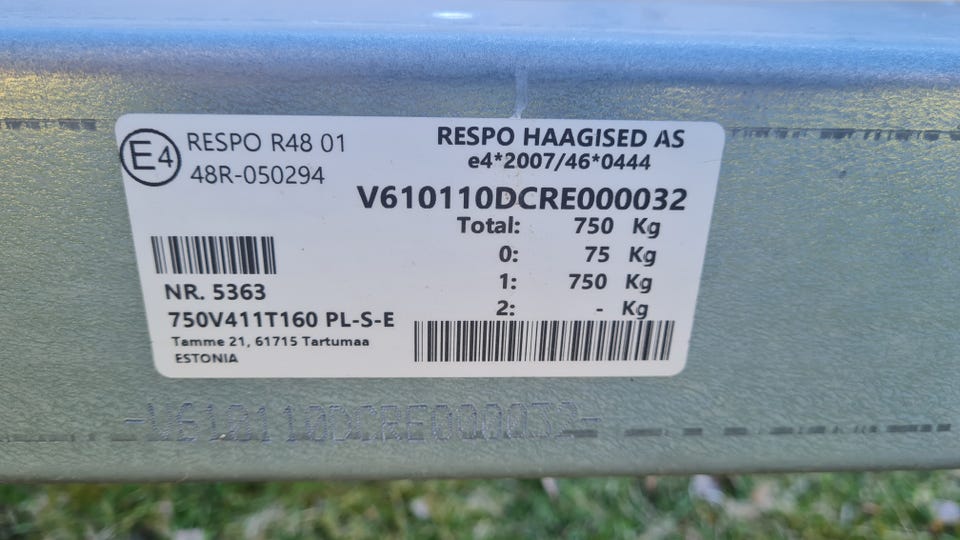 E4
RESPO R48 01
48R-050294
RESPO HAAGISED AS
e4*2007/46*0444
V610110DCRE000032
Total: 750 Kg
0: 75 Kg
1: 750 Kg
2: - Kg
NR. 5363
750V411T160 PL-S-E
Tamme 21, 61715 Tartumaa
ESTONIA
-V610110DCRE000032-